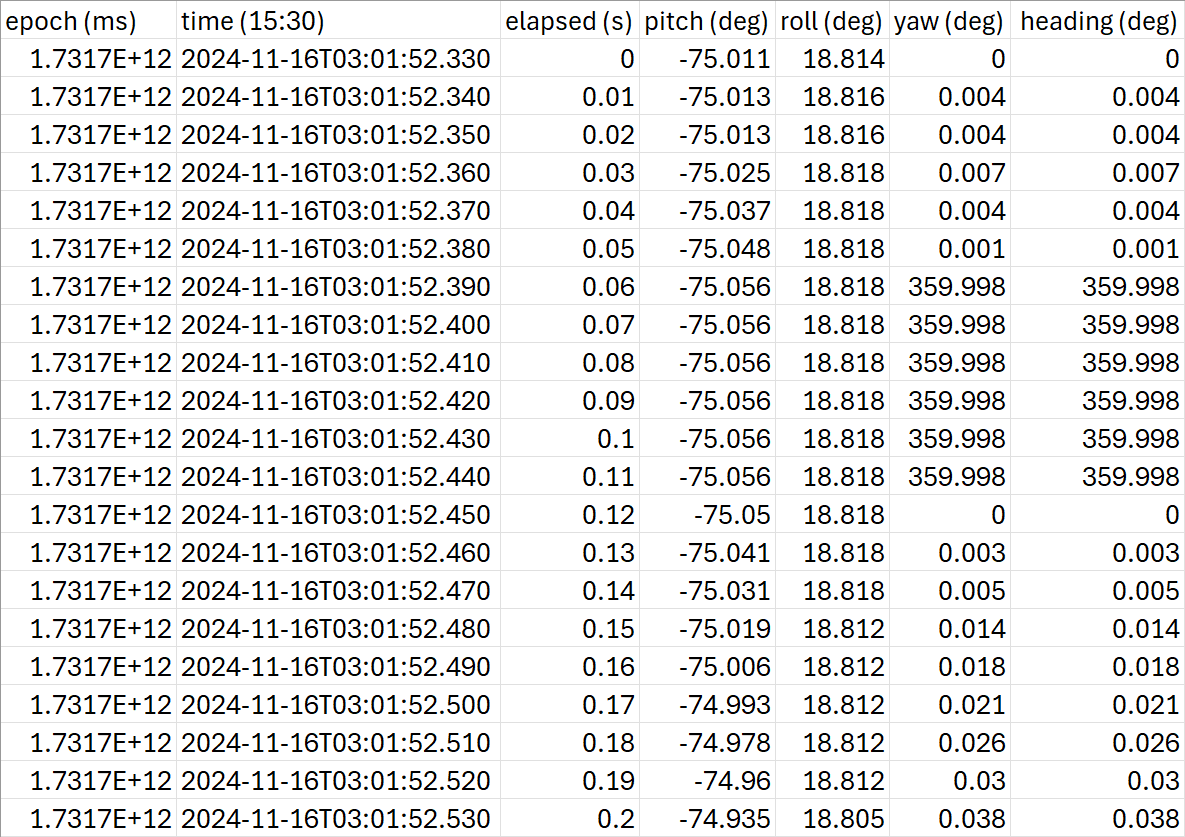 epoch (ms) time (15:30) elapsed (s) pitch (deg) roll (deg) yaw (deg) heading (deg)
1.7317E+12 2024-11-16T03:01:52.330 0 -75.011 18.814 0 0
1.7317E+12 2024-11-16T03:01:52.340 0.01 -75.013 18.816 0.004 0.004
1.7317E+12 2024-11-16T03:01:52.350 0.02 -75.013 18.816 0.004 0.004
1.7317E+12 2024-11-16T03:01:52.360 0.03 -75.025 18.818 0.007 0.007
1.7317E+12 2024-11-16T03:01:52.370 0.04 -75.037 18.818 0.004 0.004
1.7317E+12 2024-11-16T03:01:52.380 0.05 -75.048 18.818 0.001 0.001
1.7317E+12 2024-11-16T03:01:52.390 0.06 -75.056 18.818 359.998 359.998
1.7317E+12 2024-11-16T03:01:52.400 0.07 -75.056 18.818 359.998 359.998
1.7317E+12 2024-11-16T03:01:52.410 0.08 -75.056 18.818 359.998 359.998
1.7317E+12 2024-11-16T03:01:52.420 0.09 -75.056 18.818 359.998 359.998
1.7317E+12 2024-11-16T03:01:52.430 0.1 -75.056 18.818 359.998 359.998
1.7317E+12 2024-11-16T03:01:52.440 0.11 -75.056 18.818 359.998 359.998
1.7317E+12 2024-11-16T03:01:52.450 0.12 -75.05 18.818 0 0
1.7317E+12 2024-11-16T03:01:52.460 0.13 -75.041 18.818 0.003 0.003
1.7317E+12 2024-11-16T03:01:52.470 0.14 -75.031 18.818 0.005 0.005
1.7317E+12 2024-11-16T03:01:52.480 0.15 -75.019 18.812 0.014 0.014
1.7317E+12 2024-11-16T03:01:52.490 0.16 -75.006 18.812 0.018 0.018
1.7317E+12 2024-11-16T03:01:52.500 0.17 -74.993 18.812 0.021 0.021
1.7317E+12 2024-11-16T03:01:52.510 0.18 -74.978 18.812 0.026 0.026
1.7317E+12 2024-11-16T03:01:52.520 0.19 -74.96 18.812 0.03 0.03
1.7317E+12 2024-11-16T03:01:52.530 0.2 -74.935 18.805 0.038 0.038